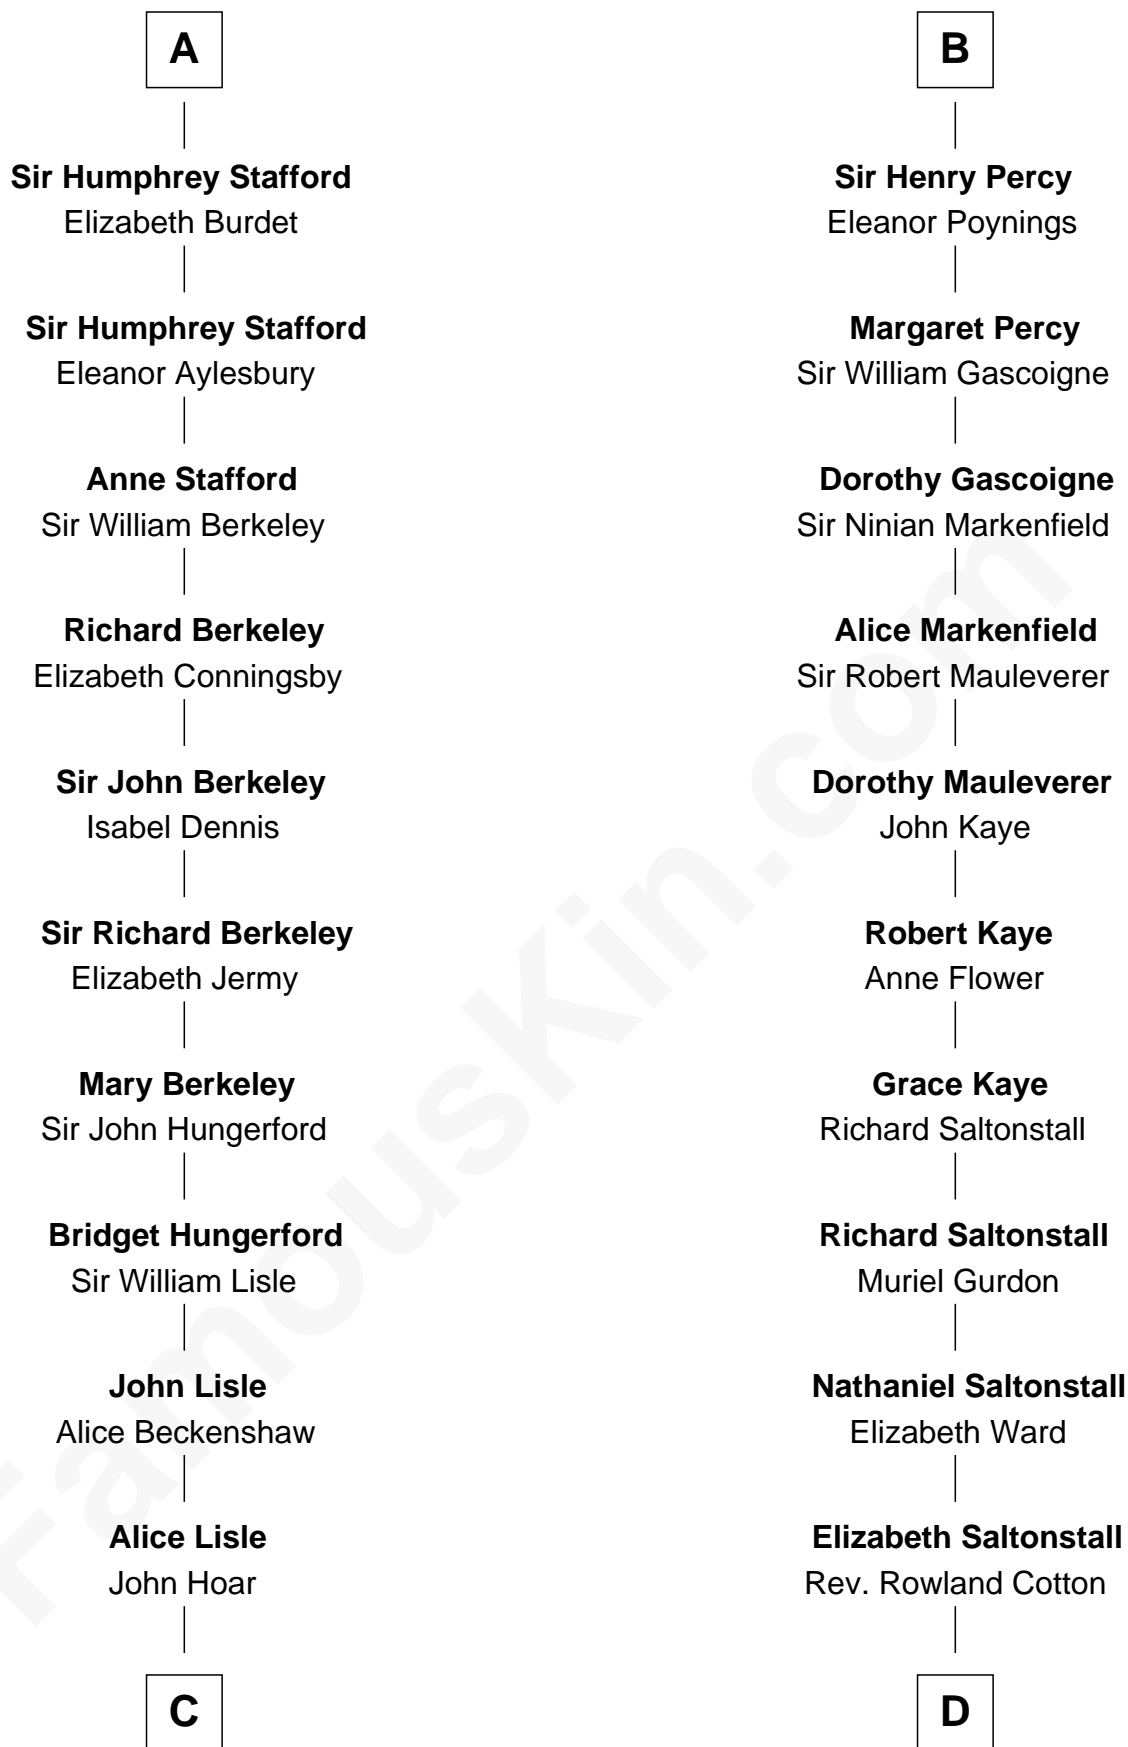 A
Sir Humphrey Stafford
Elizabeth Burdet
Sir Humphrey Stafford
Eleanor Aylesbury
Anne Stafford
Sir William Berkeley
Richard Berkeley
Elizabeth Conningsby
Sir John Berkeley
Isabel Dennis
Sir Richard Berkeley
Elizabeth Jermy
Mary Berkeley
Sir John Hungerford
Bridget Hungerford
Sir William Lisle
John Lisle
Alice Beckenshaw
Alice Lisle
John Hoar
C
B
Sir Henry Percy
Eleanor Poynings
Margaret Percy
Sir William Gascoigne
Dorothy Gascoigne
Sir Ninian Markenfield
Alice Markenfield
Sir Robert Mauleverer
Dorothy Mauleverer
John Kaye
Robert Kaye
Anne Flower
Grace Kaye
Richard Saltonstall
Richard Saltonstall
Muriel Gurdon
Nathaniel Saltonstall
Elizabeth Ward
Elizabeth Saltonstall
Rev. Rowland Cotton
D
FamousKin.com